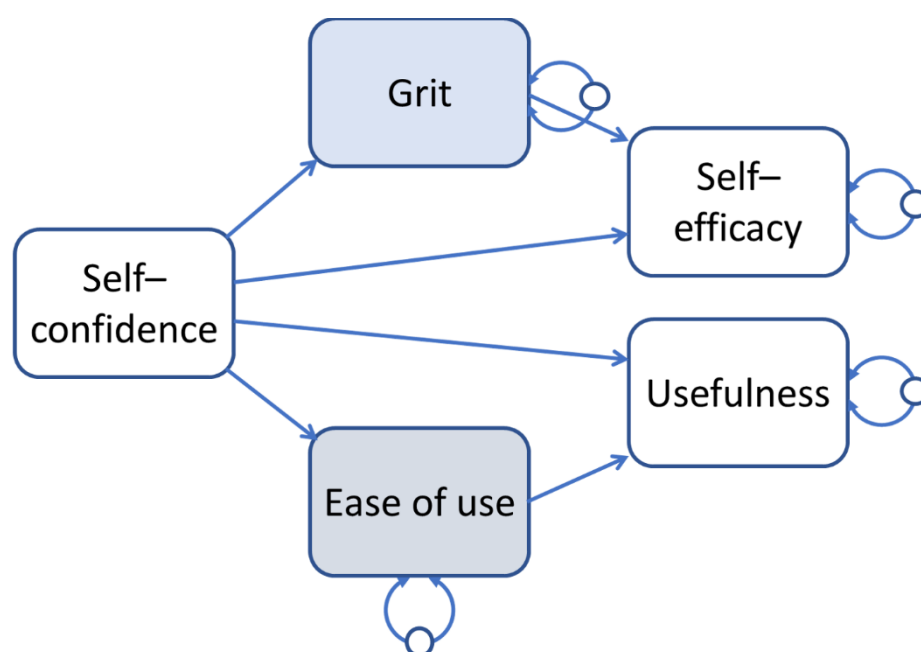 Grit
Self–
efficacy
Self–
confidence
Usefulness
Ease of use